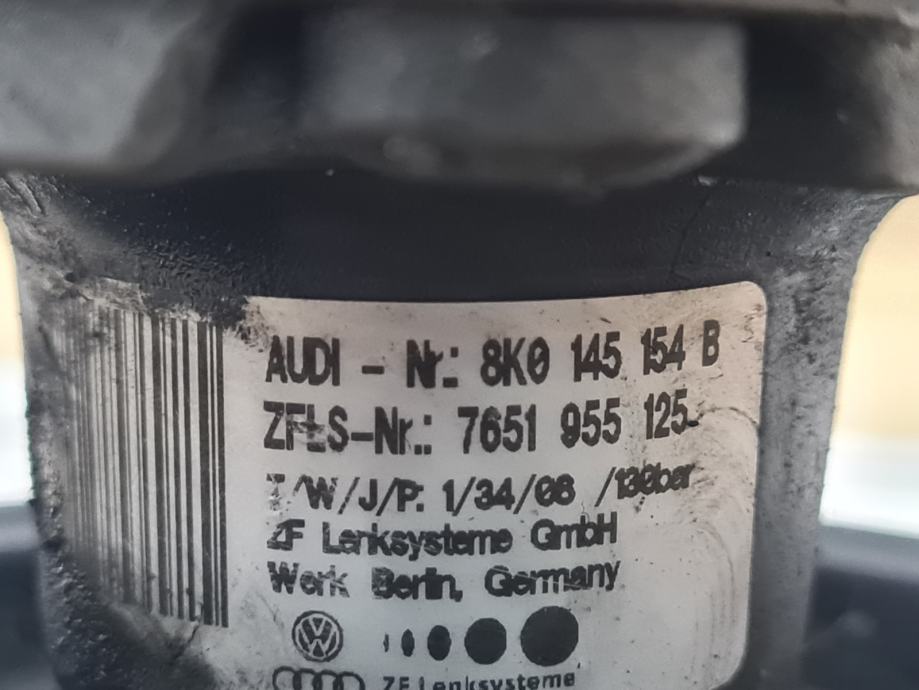 AUDI - Nr.: 8K0 145 154 B
ZFLS-Nr.: 7651 955 125
T/W/J/P: 1/34/08 /130bar
ZF Lenksysteme GmbH
Werk Berlin, Germany
ZF Lenksysteme